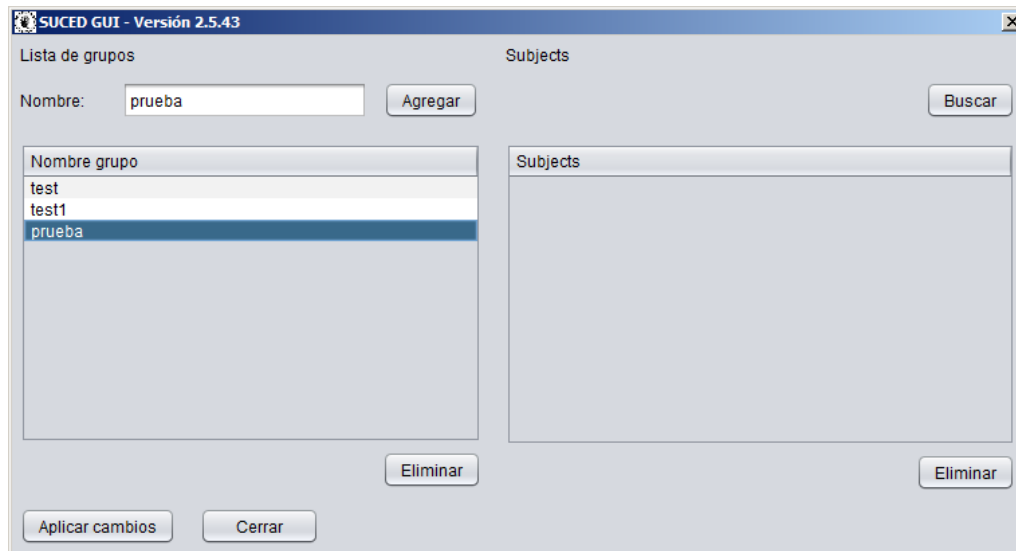 SUCED GUI - Versión 2.5.43
Lista de grupos
Subjects
Nombre:
prueba
Agregar
Buscar
Nombre grupo
test
test1
prueba
Subjects
Eliminar
Eliminar
Aplicar cambios
Cerrar